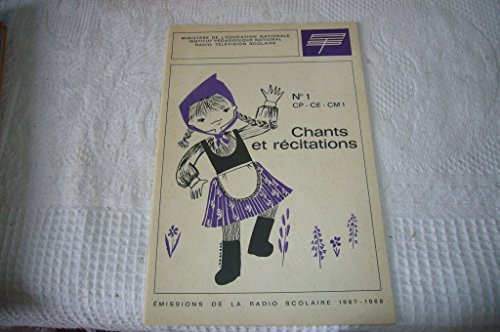 MINISTÈRE DE L'ÉDUCATION NATIONALE
INSTITUT PÉDAGOGIQUE NATIONAL
RADIO TÉLÉVISION SCOLAIRE
N° 1
CP - CE - CM 1
Chants
et récitations
ÉMISSIONS DE LA RADIO SCOLAIRE 1967-1968